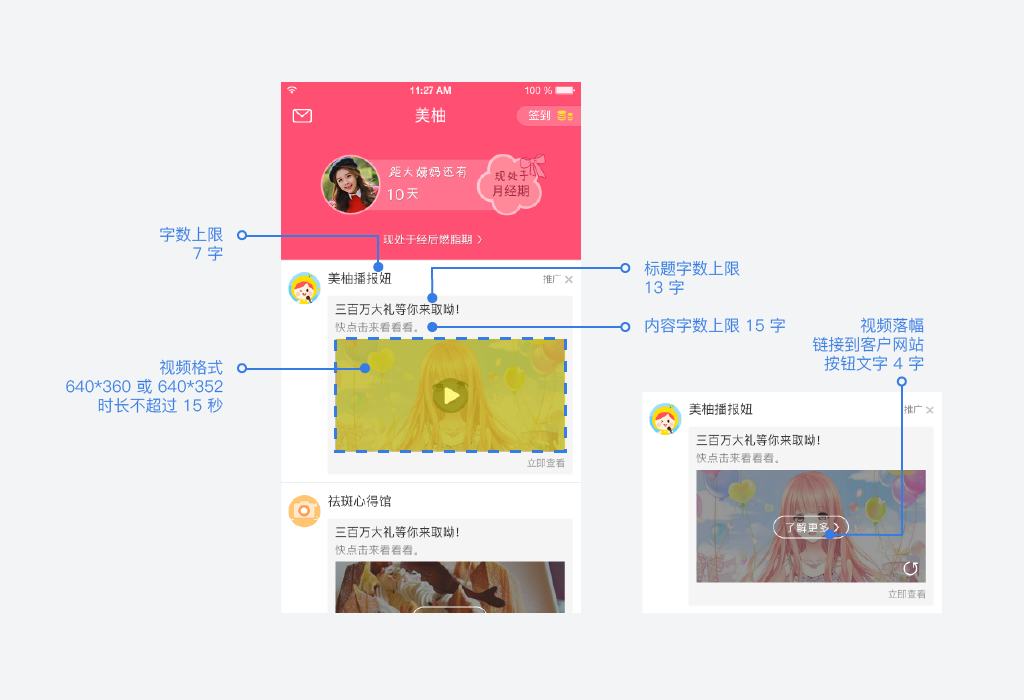 11:27 AM
100 %
美柚
签到
距大姨妈还有
10天
现处于
月经期
现处于经后燃脂期
字数上限
7 字
美柚播报妞
推广
三百万大礼等你来取呦！
快点击来看看看。
视频格式
640*360 或 640*352
时长不超过 15 秒
立即查看
祛斑心得馆
三百万大礼等你来取呦！
快点击来看看看。
标题字数上限
13 字
内容字数上限 15 字
视频落幅
链接到客户网站
按钮文字 4 字
美柚播报妞
推广
三百万大礼等你来取呦！
快点击来看看看。
了解更多
立即查看